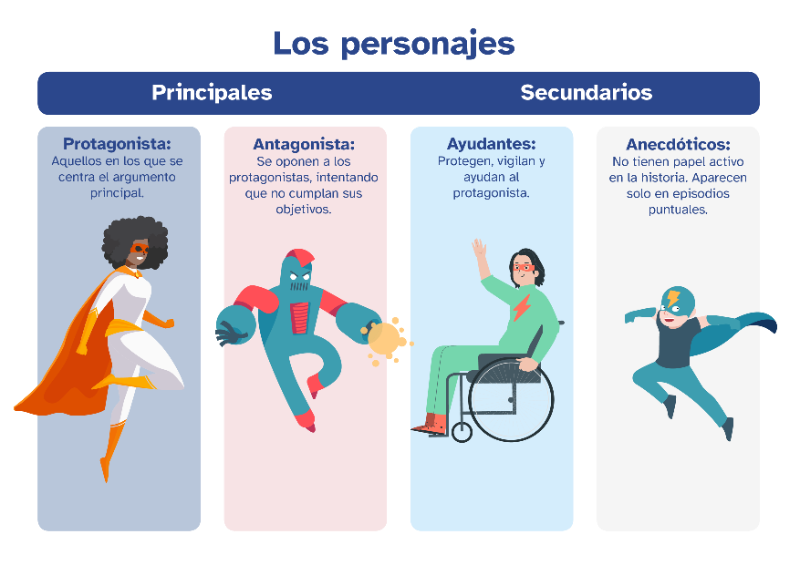 Los personajes
Principales
Secundarios
Protagonista:
Aquellos en los que se
centra el argumento
principal.
Antagonista:
Se oponen a los
protagonistas, intentando
que no cumplan sus
objetivos.
Ayudantes:
Protegen, vigilan y
ayudan al
protagonista.
Anecdóticos:
No tienen papel activo
en la historia. Aparecen
solo en episodios
puntuales.